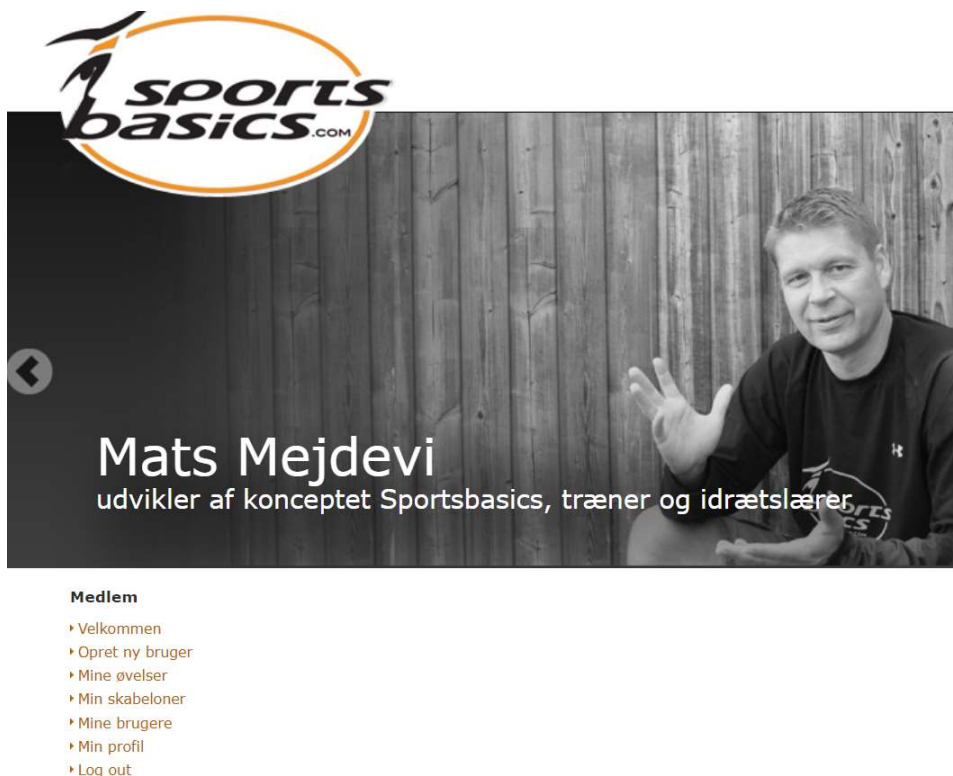 sports
basics.com
Mats Mejdevi
udvikler af konceptet Sportsbasics, træner og idrætslærer
Medlem
Velkommen
Opret ny bruger
Mine øvelser
Min skabeloner
Mine brugere
Min profil
Log out